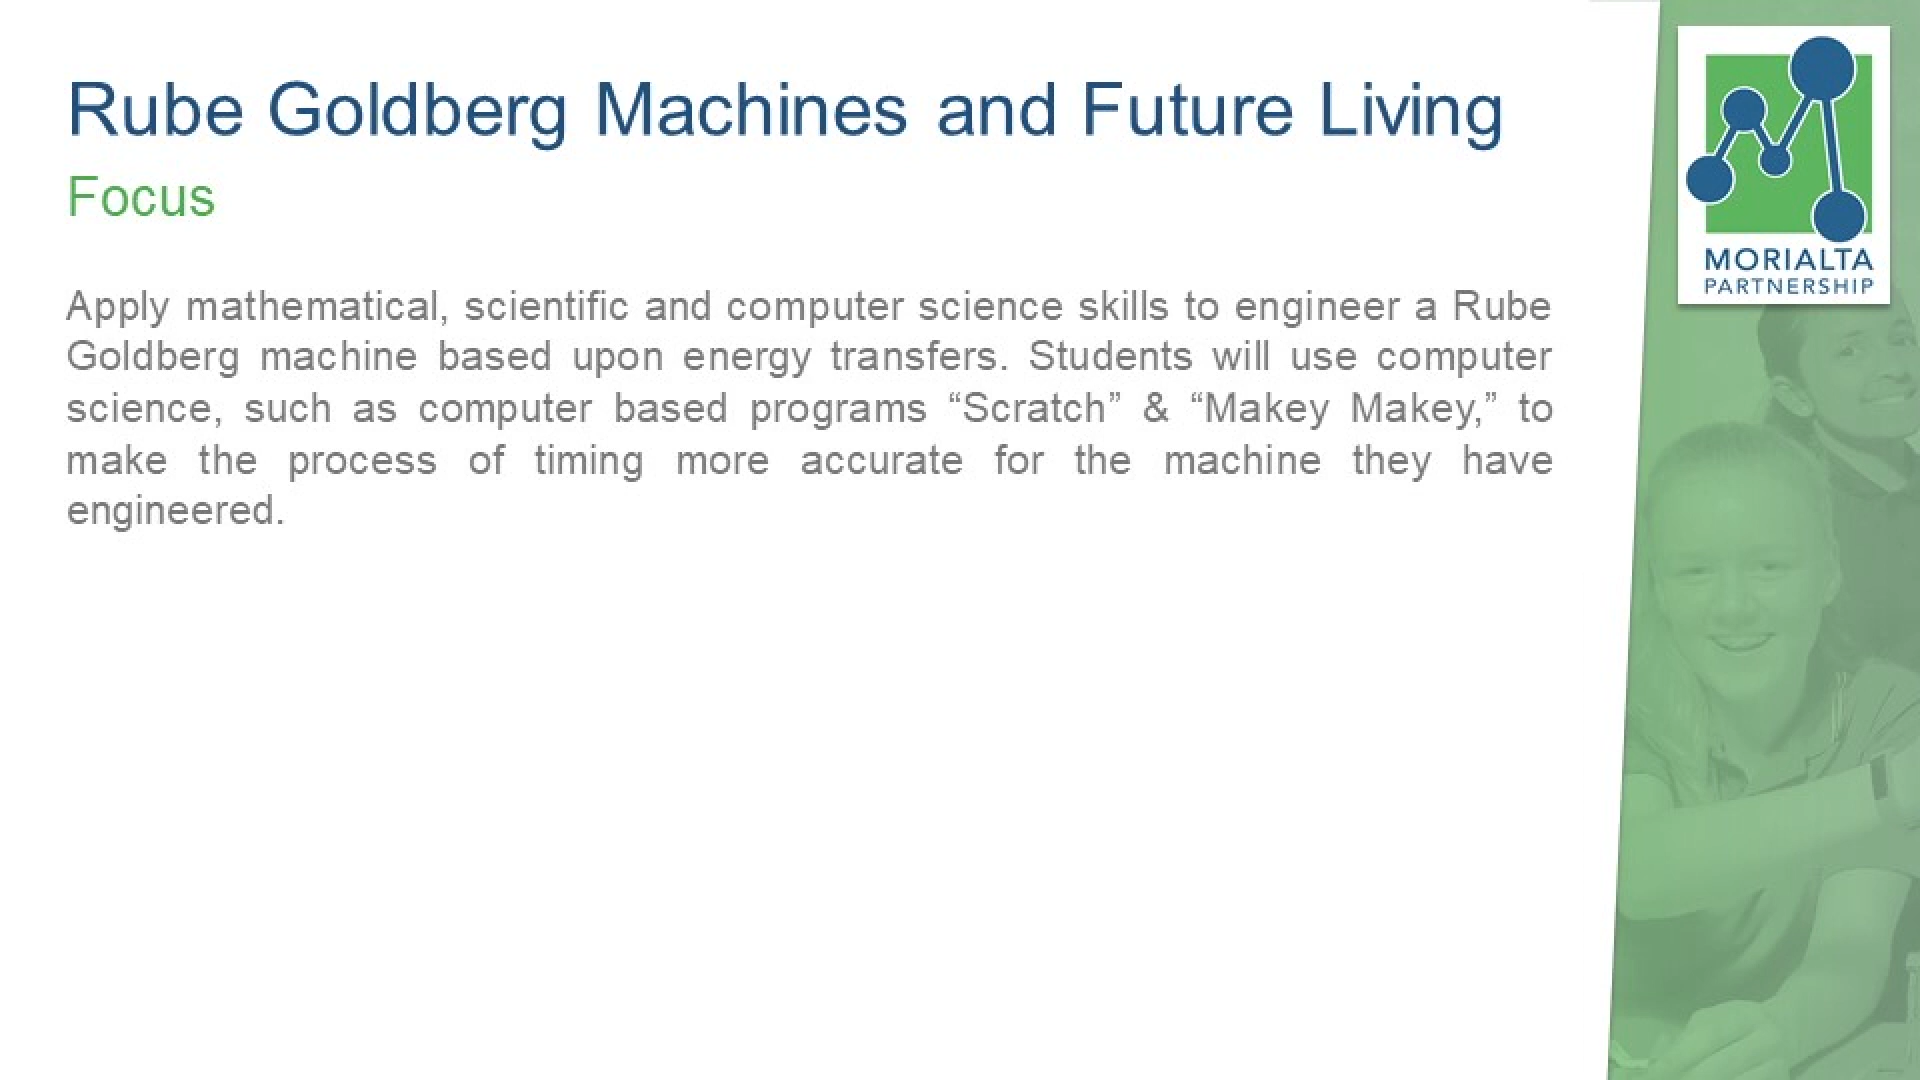 Rube Goldberg Machines and Future Living
Focus
Apply mathematical, scientific and computer science skills to engineer a Rube
Goldberg machine based upon energy transfers. Students will use computer
science, such as computer based programs “Scratch” & “Makey Makey,” to
make the process of timing more accurate for the machine they have
engineered.
MORIALTA
PARTNERSHIP